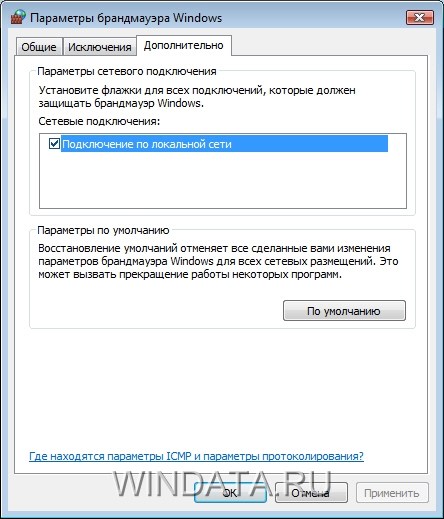 Параметры брандмауэра Windows
Общие
Исключения
Дополнительно
Параметры сетевого подключения
Установите флажки для всех подключений, которые должен
защищать брандмауэр Windows.
Сетевые подключения:
Подключение по локальной сети
Параметры по умолчанию
Восстановление умолчаний отменяет все сделанные вами изменения
параметров брандмауэра Windows для всех сетевых размещений. Это
может вызвать прекращение работы некоторых программ.
По умолчанию
Где находятся параметры ICMP и параметры протоколирования?
WINDATA.RU
OK
Отмена
Применить